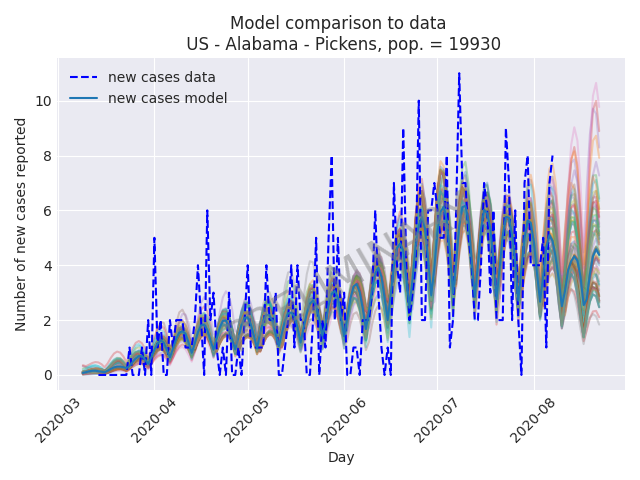 Model comparison to data
US - Alabama - Pickens, pop. = 19930
new cases data
new cases model
Number of new cases reported
10
8
6
4
2
0
2020-03
2020-04
2020-05
2020-06
2020-07
2020-08
Day